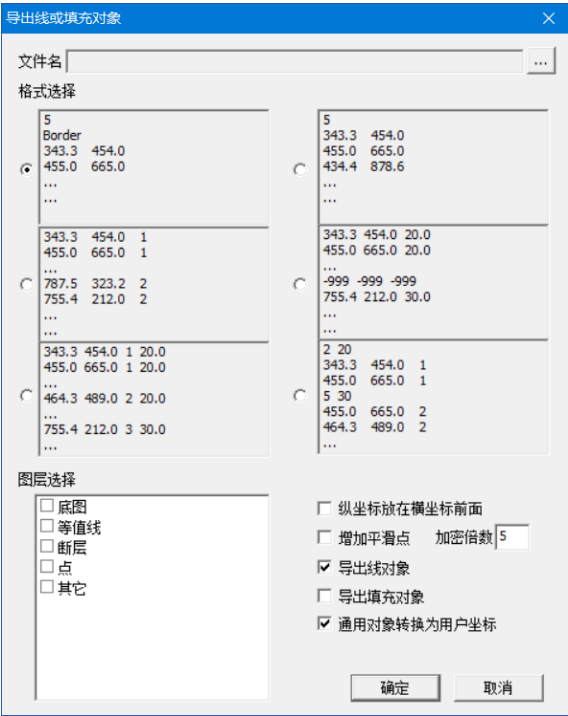 导出线或填充对象
文件名
...
格式选择
5
Border
343.3 454.0
455.0 665.0
...
...
5
343.3 454.0
455.0 665.0
434.4 878.6
...
...
343.3 454.0 1
455.0 665.0 1
...
787.5 323.2 2
755.4 212.0 2
...
...
343.3 454.0 20.0
455.0 665.0 20.0
...
-999 -999 -999
755.4 212.0 30.0
...
...
343.3 454.0 1 20.0
455.0 665.0 1 20.0
...
464.3 489.0 2 20.0
...
755.4 212.0 3 30.0
...
2 20
343.3 454.0 1
455.0 665.0 1
5 30
455.0 665.0 2
464.3 489.0 2
...
图层选择
底图
等值线
断层
点
其它
纵坐标放在横坐标前面
增加平滑点 加密倍数 5
导出线对象
导出填充对象
通用对象转换为用户坐标
确定 取消